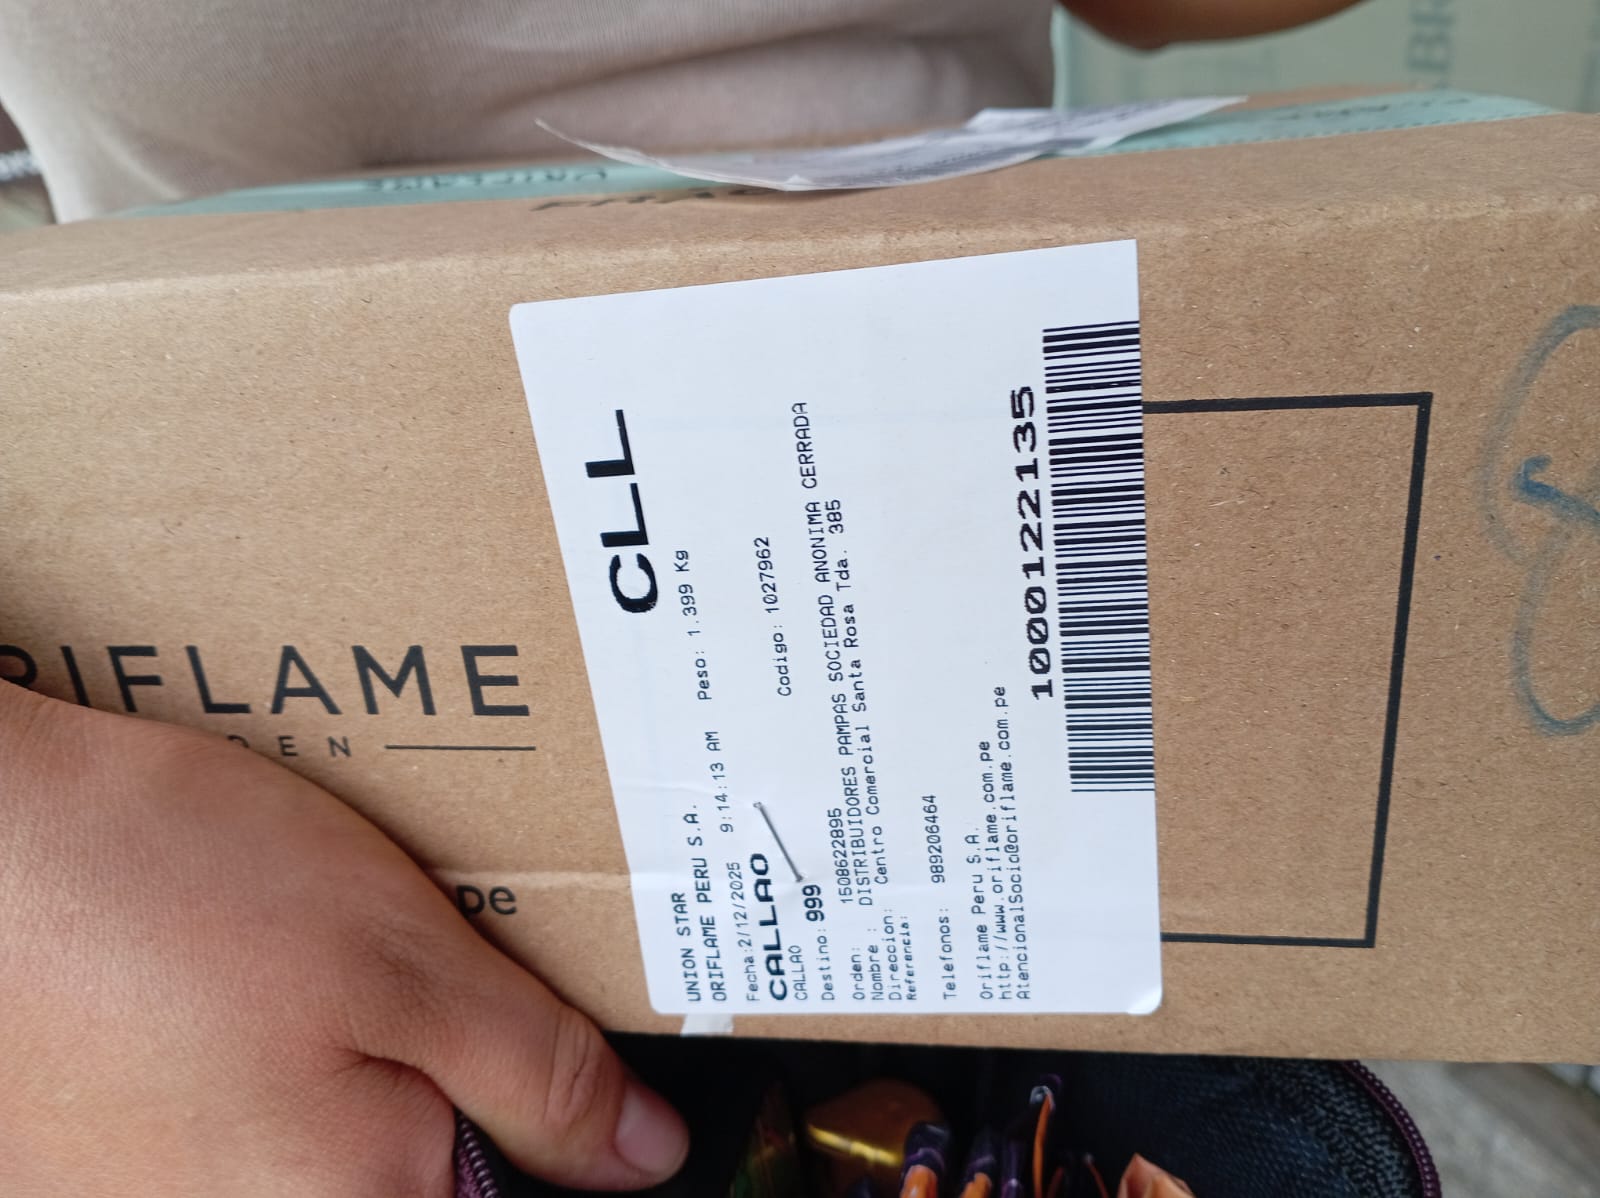 ORIFLAME
CLL
UNION STAR
ORIFLAME PERU S.A.
Peso: 1.399 Kg
Fecha:2/12/2025 9:14:13 AM
CALLAO
CALLAO
Codigo: 1027962
Destino: 999
Orden: 1508622895
Nombre : DISTRIBUIDORES PAMPAS SOCIEDAD ANONIMA CERRADA
Direccion: Centro Comercial Santa Rosa Tda. 385
Referencia:
Telefonos: 989206464
Oriflame Peru S.A.
http://www.oriflame.com.pe
AtencionalSocio@oriflame.com.pe
1000122135